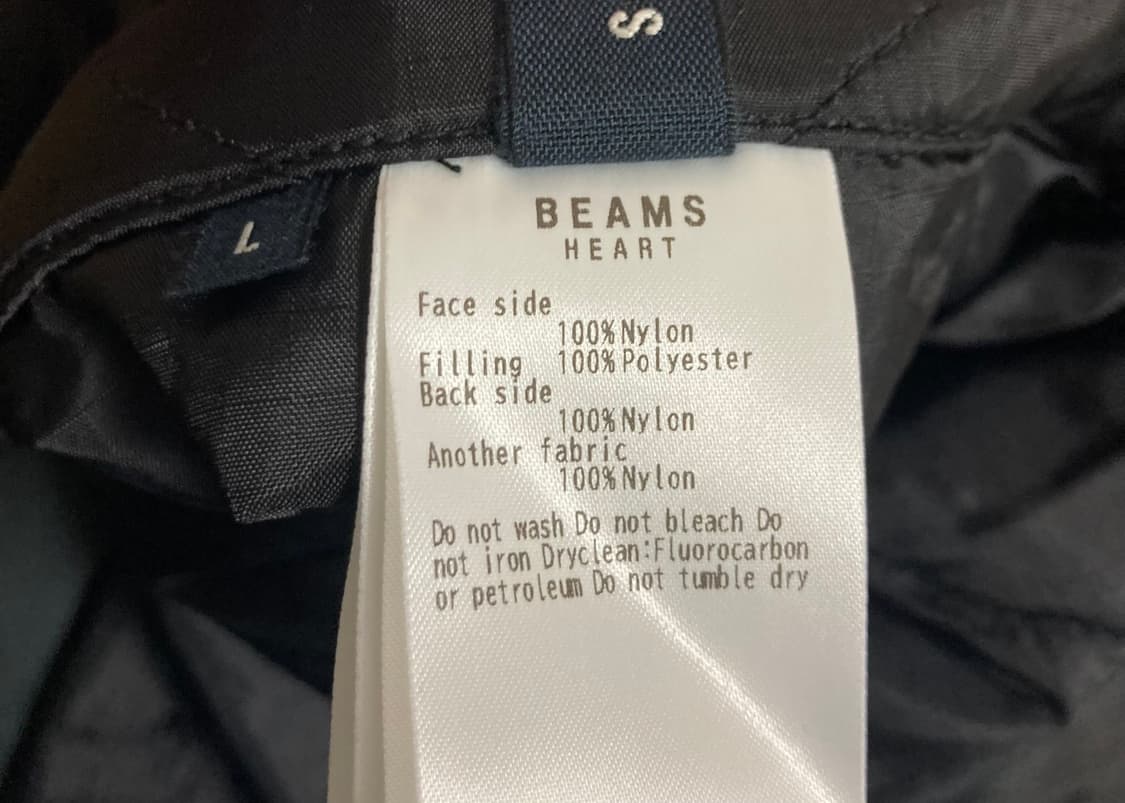 S
L
BEAMS
HEART
Face side
100%Nylon
Filling 100%Polyester
Back side
100%Nylon
Another fabric
100%Nylon
Do not wash Do not bleach Do
not iron Dryclean:Fluorocarbon
or petroleum Do not tumble dry